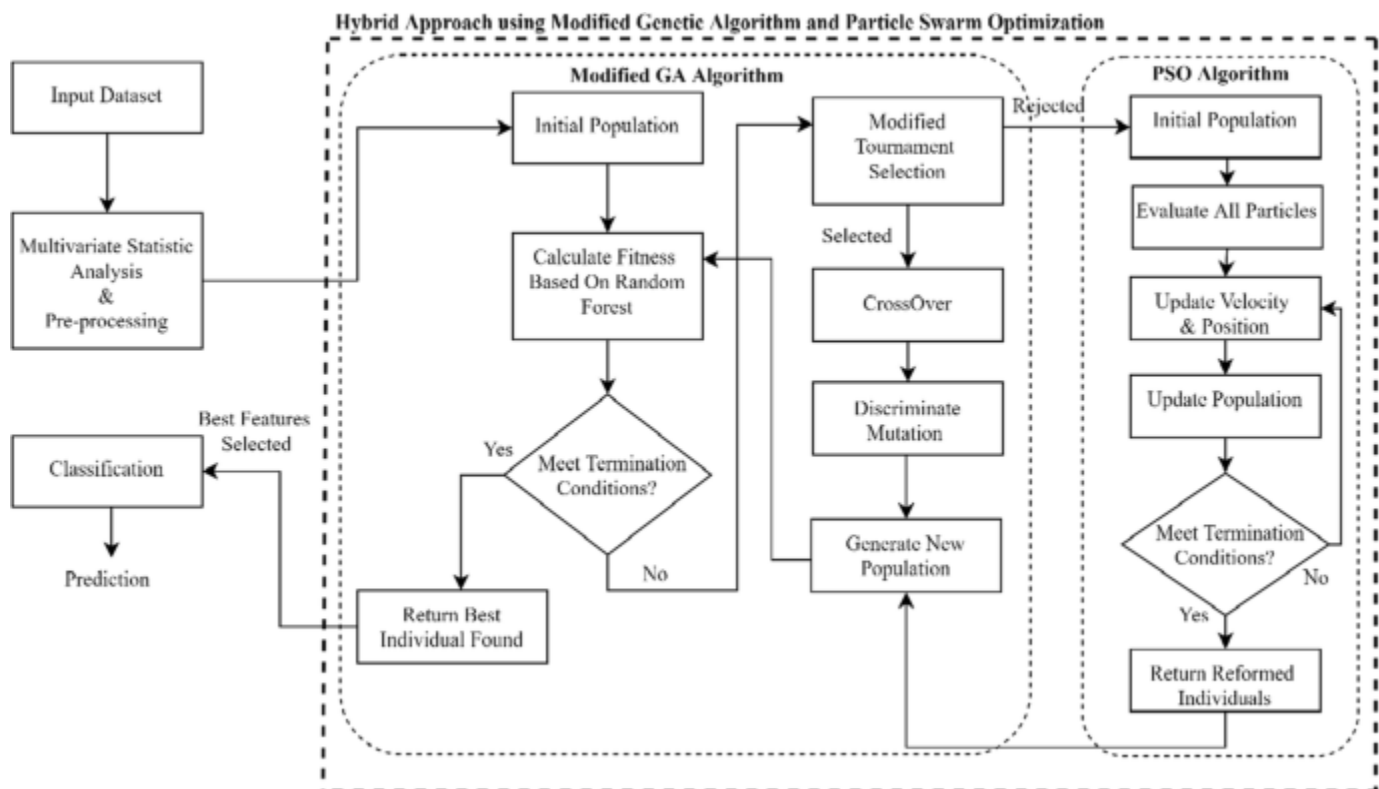 Hybrid Approach using Modified Genetic Algorithm and Particle Swarm Optimization
Input Dataset
Multivariate Statistic
Analysis
&
Pre-processing
Best Features
Selected
Classification
Prediction
Modified GA Algorithm
Initial Population
Calculate Fitness
Based On Random
Forest
Yes
Meet Termination
Conditions?
No
Return Best
Individual Found
Modified
Tournament
Selection
Rejected
Selected
CrossOver
Discriminate
Mutation
Generate New
Population
PSO Algorithm
Initial Population
Evaluate All Particles
Update Velocity
& Position
Update Population
Meet Termination
Conditions?
No
Yes
Return Reformed
Individuals